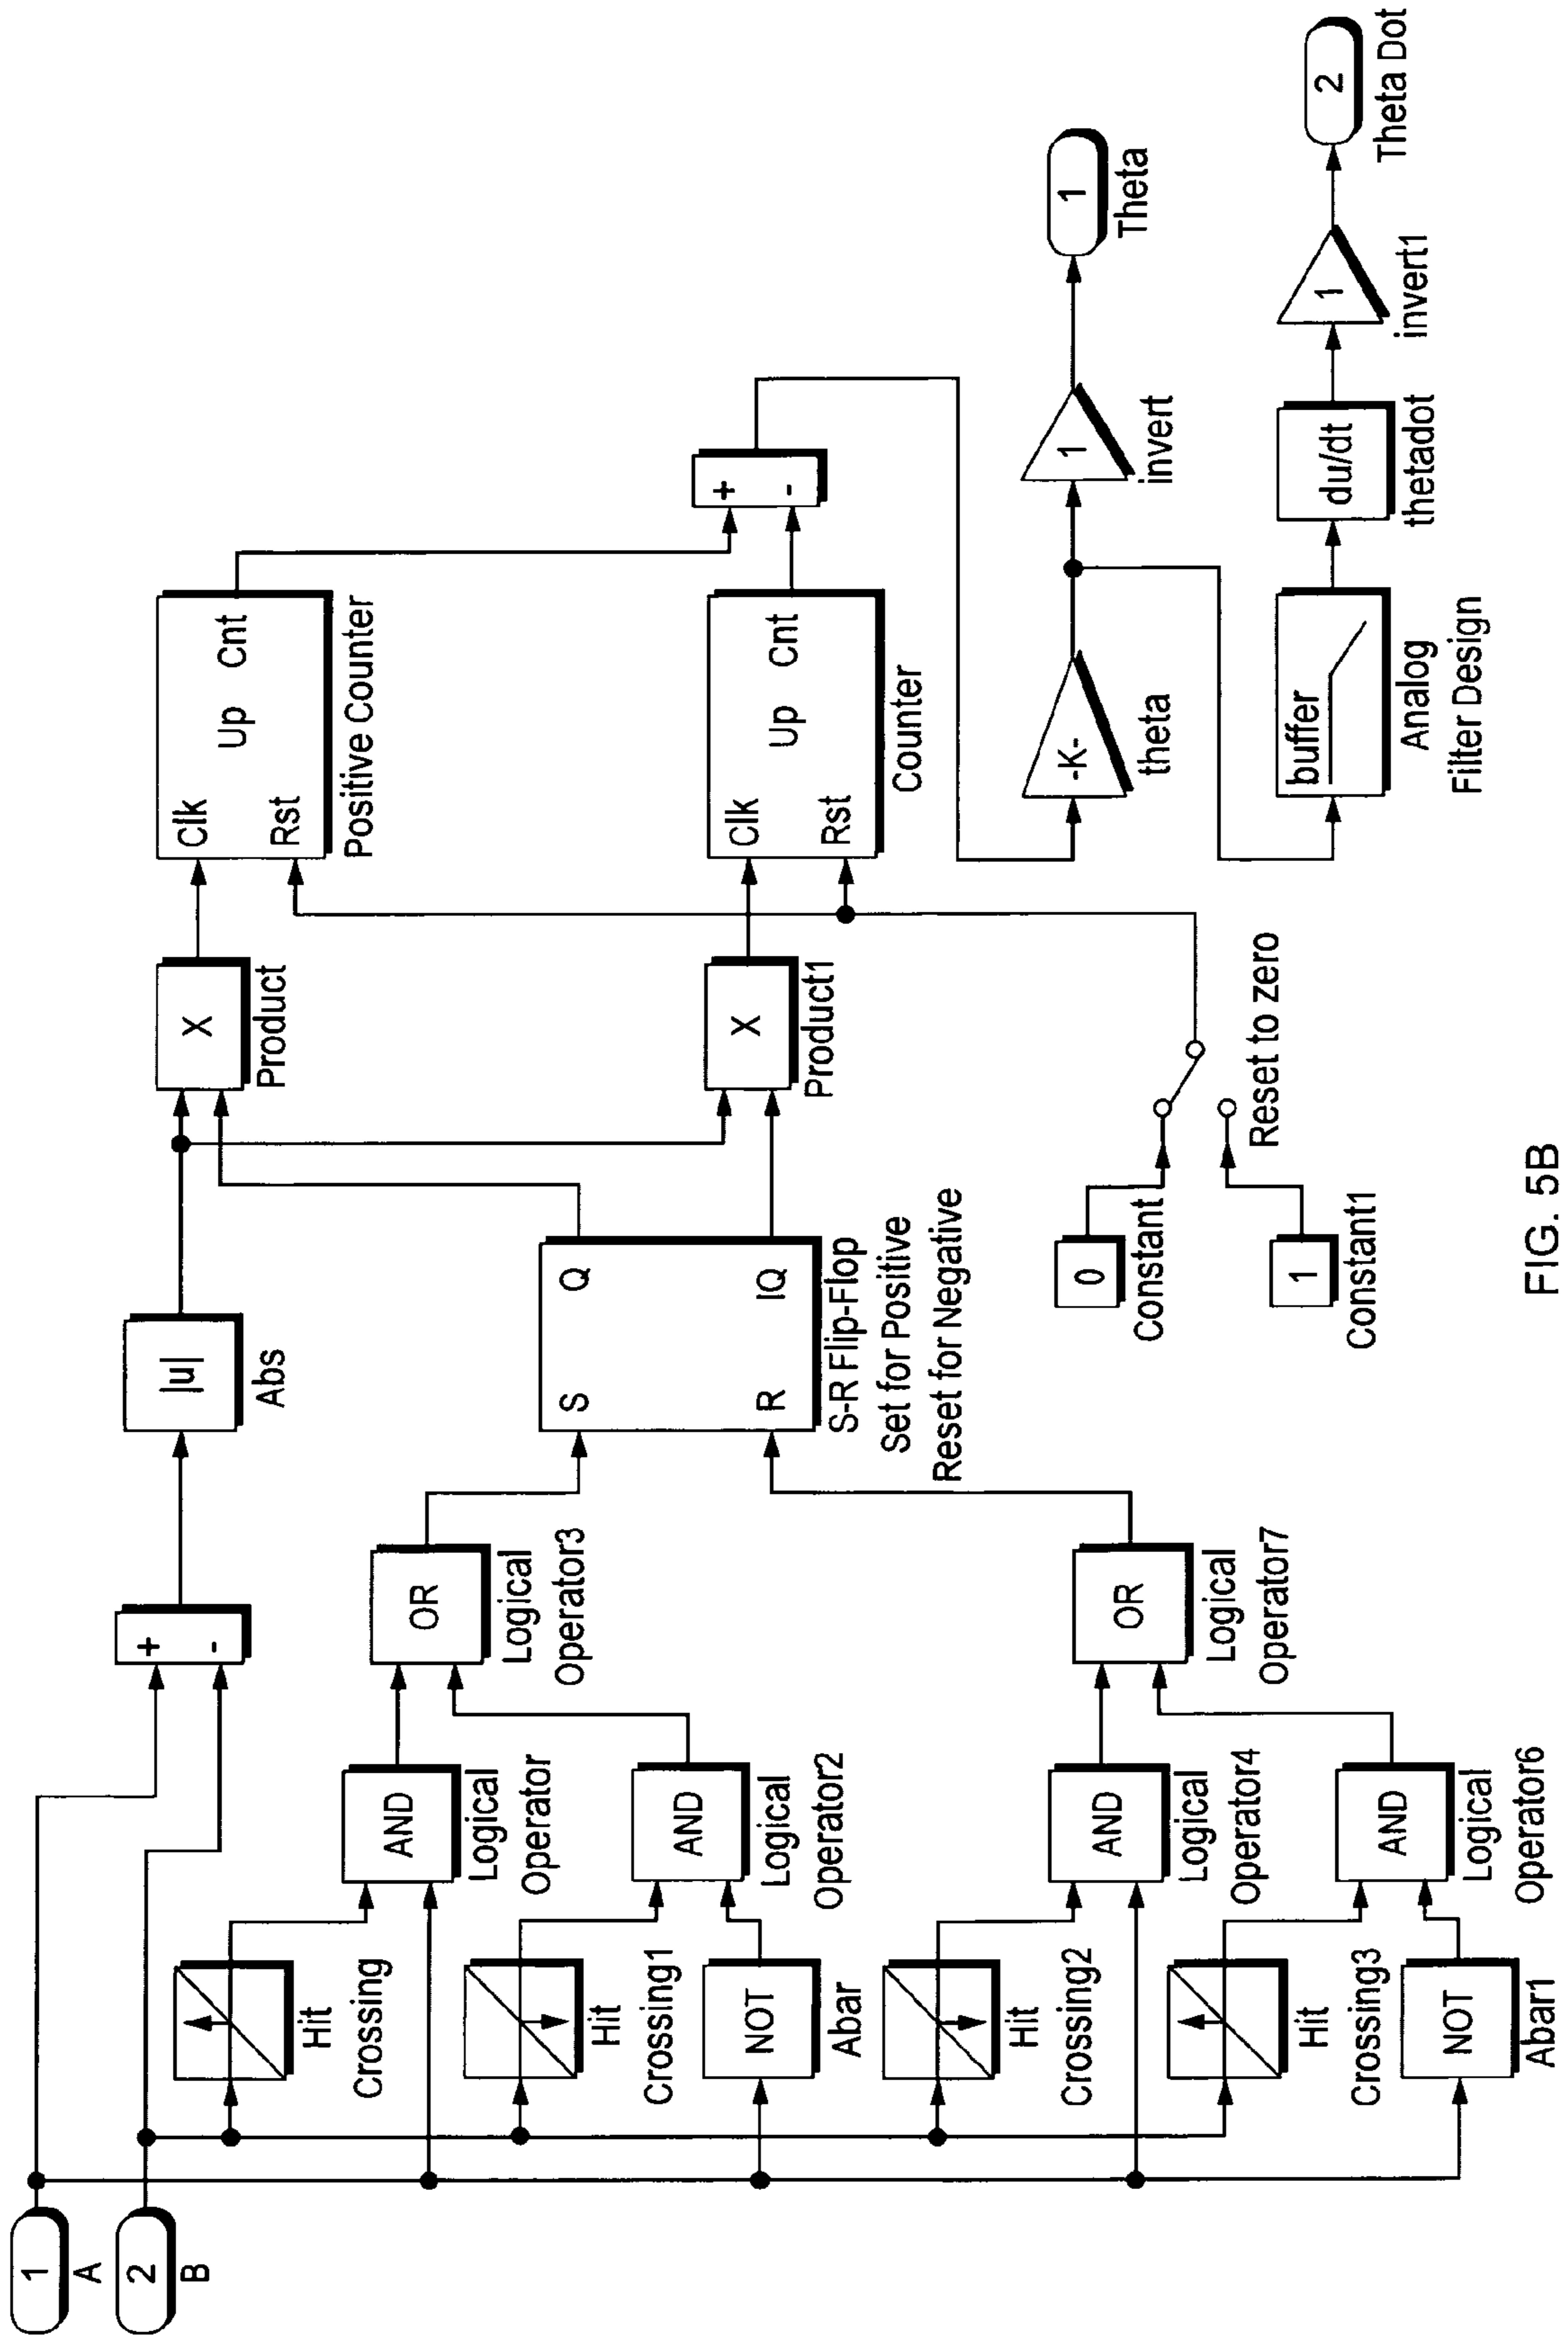 1
A
2
B
+
-
|u|
Abs
X
Product
Clk
Up
Cnt
Rst
Positive Counter
Hit
Crossing
AND
Logical
Operator
OR
Logical
Operator3
Hit
Crossing1
NOT
Abar
AND
Logical
Operator2
S
Q
R
IQ
S-R Flip-Flop
Set for Positive
Reset for Negative
X
Product1
Clk
Up
Cnt
Rst
Counter
+
-
Hit
Crossing2
AND
Logical
Operator4
OR
Logical
Operator7
Hit
Crossing3
NOT
Abar1
AND
Logical
Operator6
0
Constant
1
Constant1
Reset to zero
-K-
theta
1
invert
1
Theta
buffer
Analog
Filter Design
du/dt
thetadot
1
invert1
2
Theta Dot
FIG. 5B